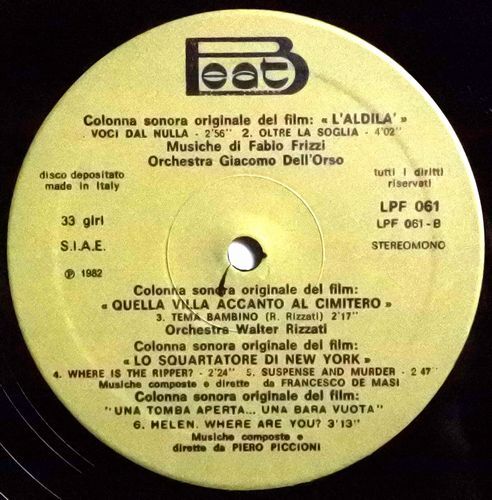 Beat
Colonna sonora originale del film: « L'ALDILA' »
VOCI DAL NULLA - 2'56" 2. OLTRE LA SOGLIA - 4'02"
Musiche di Fabio Frizzi
Orchestra Giacomo Dell'Orso
disco depositato
made in Italy
tutti i diritti
riservati
33 giri
LPF 061
LPF 061-B
S.I.A.E.
STEREOMONO
℗ 1982
Colonna sonora originale del film:
« QUELLA VILLA ACCANTO AL CIMITERO »
3. TEMA BAMBINO (R. Rizzati) 2'17"
Orchestra Walter Rizzati
Colonna sonora originale del film:
« LO SQUARTATORE DI NEW YORK »
4. WHERE IS THE RIPPER? - 2'24" 5. SUSPENSE AND MURDER - 2 47"
Musiche composte e dirette da FRANCESCO DE MASI
Colonna sonora originale del film:
"UNA TOMBA APERTA... UNA BARA VUOTA"
6. HELEN. WHERE ARE YOU? 3'13"
Musiche composte e
dirette da PIERO PICCIONI